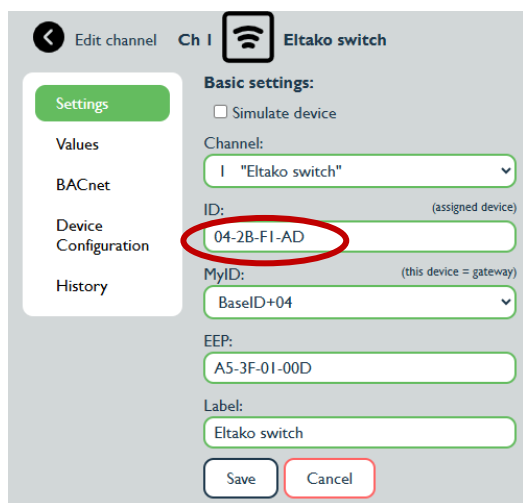 Edit channel Ch 1 Eltako switch
Settings
Values
BACnet
Device
Configuration
History
Basic settings:
Simulate device
Channel:
1 "Eltako switch"
ID: (assigned device)
04-2B-F1-AD
MyID: (this device = gateway)
BaseID+04
EEP:
A5-3F-01-00D
Label:
Eltako switch
Save Cancel